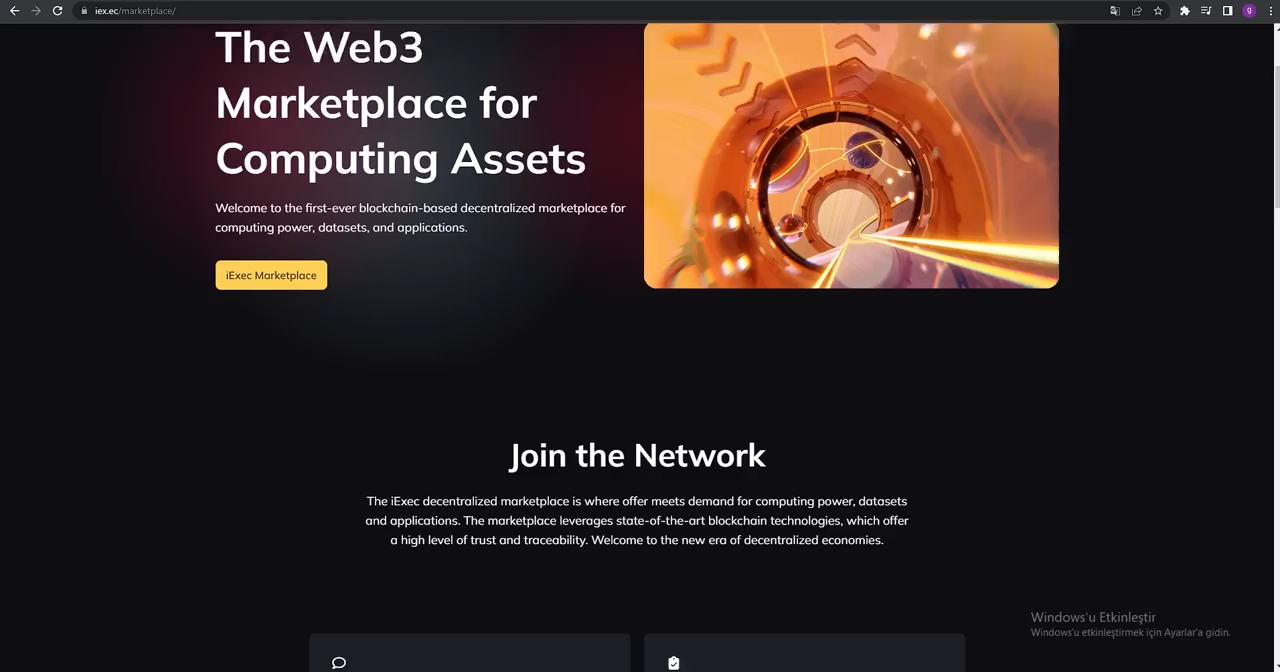 iex.ec/marketplace/
g
The Web3
Marketplace for
Computing Assets
Welcome to the first-ever blockchain-based decentralized marketplace for
computing power, datasets, and applications.
iExec Marketplace
Join the Network
The iExec decentralized marketplace is where offer meets demand for computing power, datasets
and applications. The marketplace leverages state-of-the-art blockchain technologies, which offer
a high level of trust and traceability. Welcome to the new era of decentralized economies.
Windows'u Etkinleştir
Windows'u etkinleştirmek için Ayarlar'a gidin.